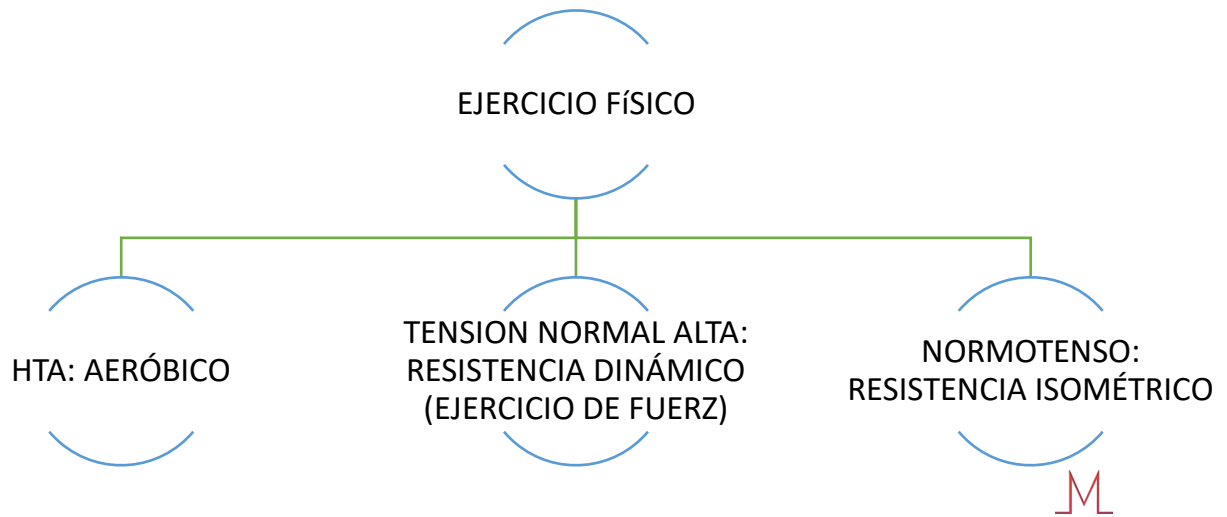 EJERCICIO FíSICO
HTA: AERÓBICO
TENSION NORMAL ALTA:
RESISTENCIA DINÁMICO
(EJERCICIO DE FUERZ)
NORMOTENSO:
RESISTENCIA ISOMÉTRICO